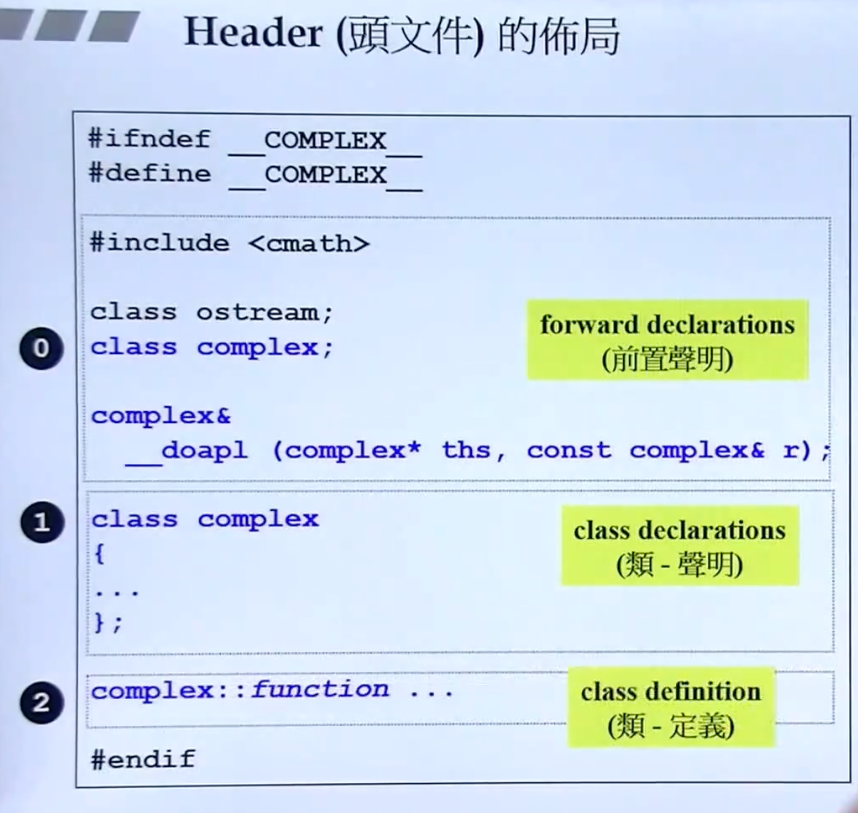 Header (頭文件) 的佈局
#ifndef __COMPLEX__
#define __COMPLEX__
#include <cmath>
class ostream;
class complex;
forward declarations
(前置聲明)
0
complex&
__doapl (complex* ths, const complex& r);
1
class complex
{
...
};
class declarations
(類 - 聲明)
2
complex::function ...
class definition
(類 - 定義)
#endif